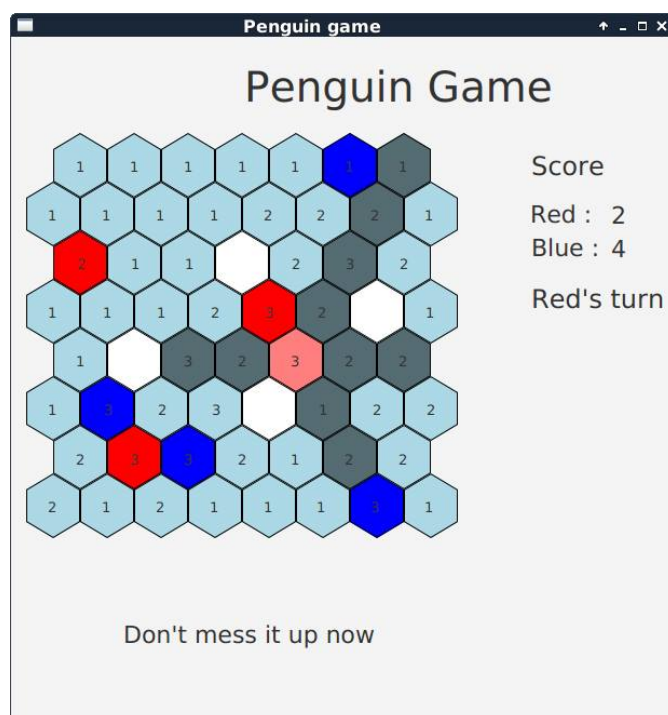 Penguin game
Penguin Game
1 1 1 1 1 1 1
1 1 1 1 2 2 2 1
2 1 1 2 3 2
1 1 1 2 3 2 1
1 3 2 3 2 2
1 3 2 3 1 2 2
2 3 3 2 1 2 2
2 1 2 1 1 1 3 1
Score
Red : 2
Blue : 4
Red's turn
Don't mess it up now